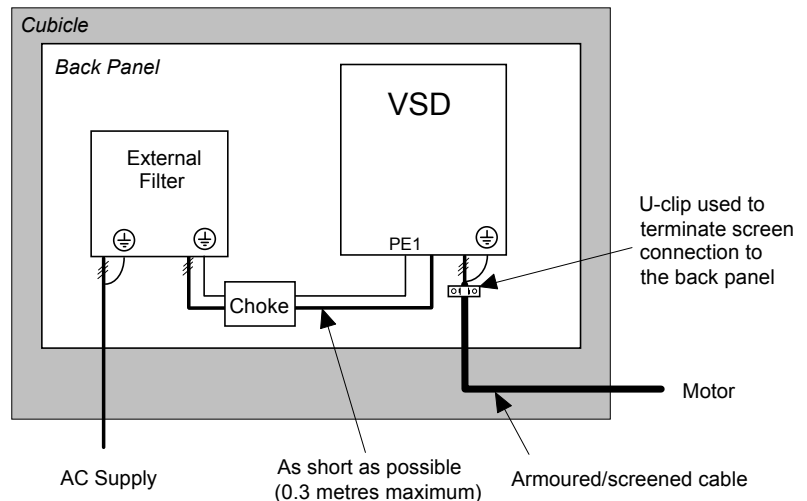 Cubicle
Back Panel
VSD
External
Filter
PE1
U-clip used to
terminate screen
connection to
the back panel
Choke
Motor
AC Supply
As short as possible
(0.3 metres maximum)
Armoured/screened cable